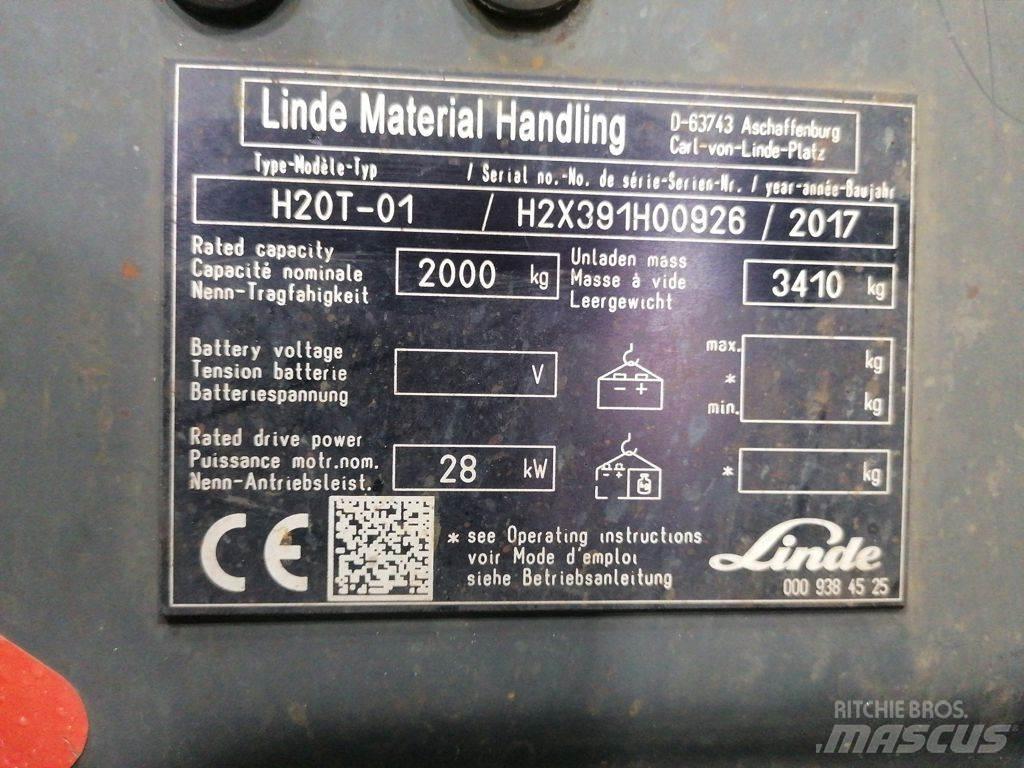 Linde Material Handling D-63743 Aschaffenburg
Carl-von-Linde-Platz
Type-Modèle-Typ / Serial no.-No. de série-Serien-Nr. / year-année-Baujahr
H20T-01 / H2X391H00926 / 2017
Rated capacity
Capacité nominale
Nenn-Tragfähigkeit
2000 kg
Unladen mass
Masse à vide
Leergewicht
3410 kg
Battery voltage
Tension batterie
Batteriespannung
V
- +
max. kg
*
min. kg
Rated drive power
Puissance motr.nom.
Nenn-Antriebsleist.
28 kW
* kg
CE
* see Operating instructions
voir Mode d'emploi
siehe Betriebsanleitung
Linde
000 938 45 25
RITCHIE BROS.
MASCUS